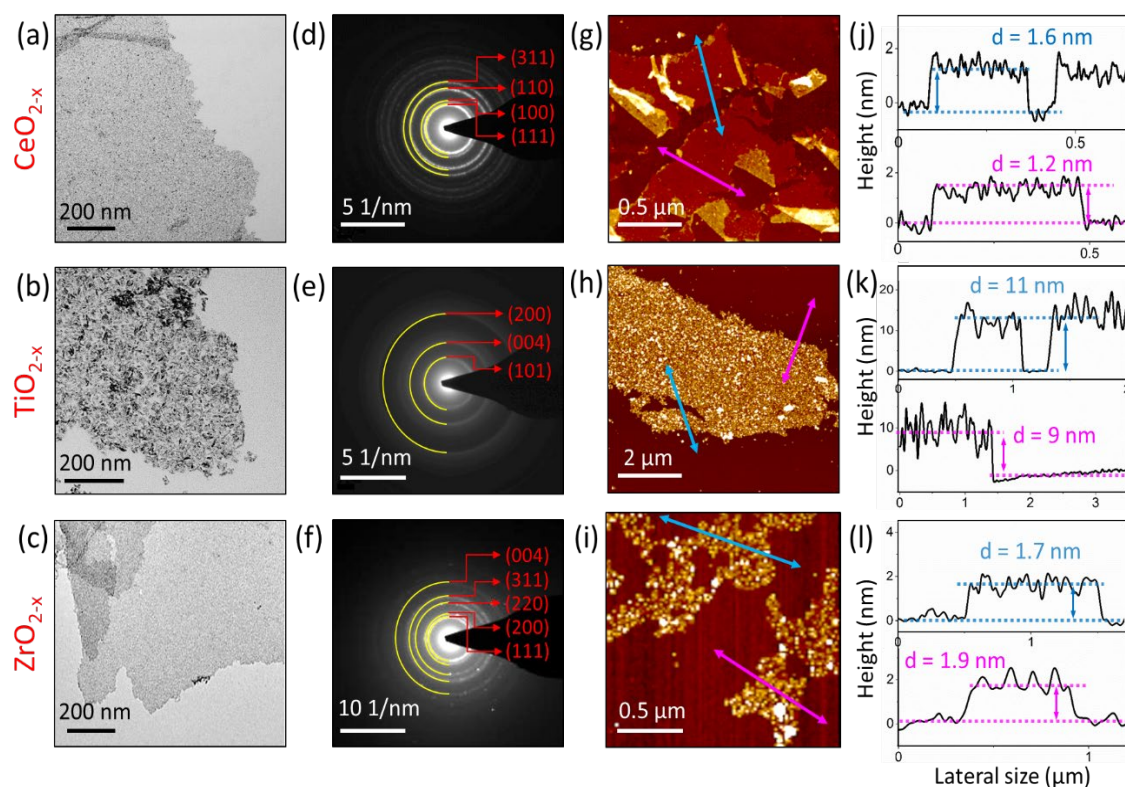 (a)
CeO2-x
200 nm
(d)
(311)
(110)
(100)
(111)
5 1/nm
(g)
0.5 µm
(j)
d = 1.6 nm
2
0
0.5
d = 1.2 nm
2
0
0
0.5
Height (nm)
(b)
TiO2-x
200 nm
(e)
(200)
(004)
(101)
5 1/nm
(h)
2 µm
(k)
d = 11 nm
20
10
0
0
1
d = 9 nm
10
0
0
1
2
3
Height (nm)
(c)
ZrO2-x
200 nm
(f)
(004)
(311)
(220)
(200)
(111)
10 1/nm
(i)
0.5 µm
(l)
d = 1.7 nm
4
2
0
0
1
d = 1.9 nm
2
0
0
1
Height (nm)
Lateral size (µm)